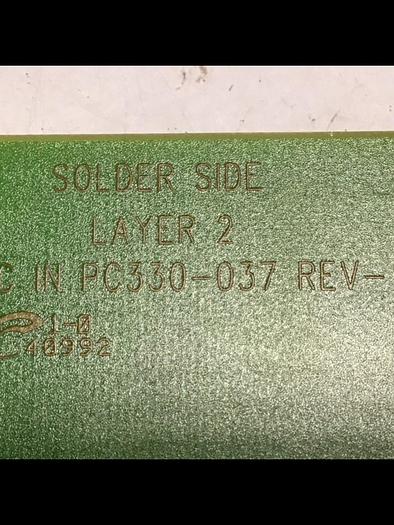 SOLDER SIDE
LAYER 2
C IN PC330-037 REV-
1-0
40992